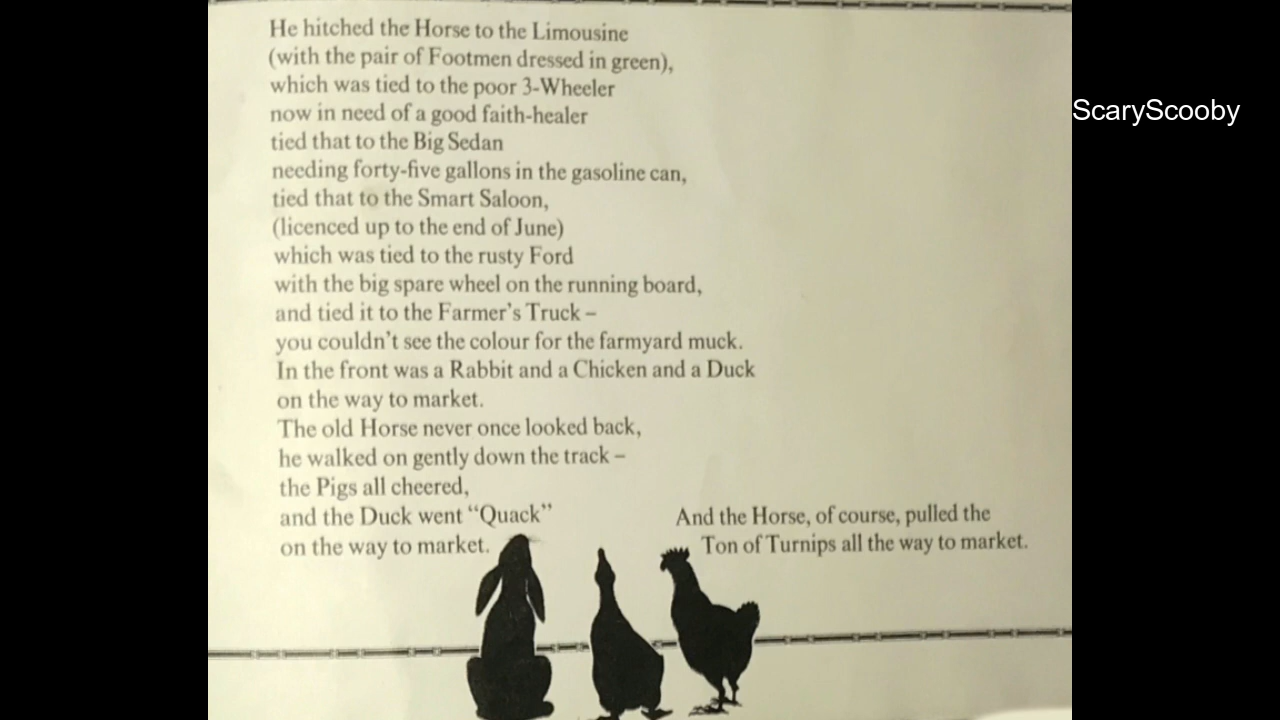 He hitched the Horse to the Limousine
(with the pair of Footmen dressed in green),
which was tied to the poor 3-Wheeler
now in need of a good faith-healer
tied that to the Big Sedan
needing forty-five gallons in the gasoline can,
tied that to the Smart Saloon,
(licenced up to the end of June)
which was tied to the rusty Ford
with the big spare wheel on the running board,
and tied it to the Farmer's Truck –
you couldn't see the colour for the farmyard muck.
In the front was a Rabbit and a Chicken and a Duck
on the way to market.
The old Horse never once looked back,
he walked on gently down the track –
the Pigs all cheered,
and the Duck went “Quack”
on the way to market.
And the Horse, of course, pulled the
Ton of Turnips all the way to market.
ScaryScooby